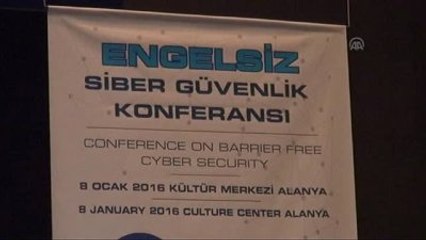 ENGELSİZ
SİBER GÜVENLİK
KONFERANSI
CONFERENCE ON BARRIER FREE
CYBER SECURITY
8 OCAK 2016 KÜLTÜR MERKEZİ ALANYA
8 JANUARY 2016 CULTURE CENTER ALANYA
AA